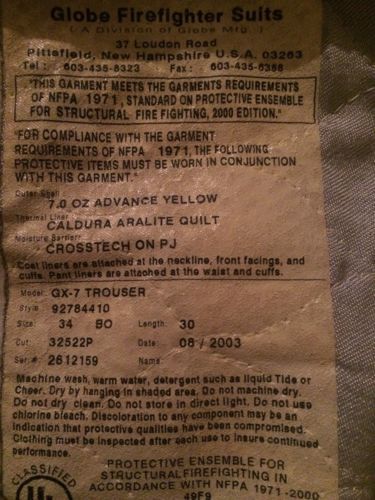 Globe Firefighter Suits
( A Division of Globe Mfg. )
37 Loudon Road
Pittsfield, New Hampshire U.S.A. 03263
Tel : 603-435-8323 Fax : 603-435-6388
"THIS GARMENT MEETS THE GARMENTS REQUIREMENTS
OF NFPA 1971, STANDARD ON PROTECTIVE ENSEMBLE
FOR STRUCTURAL FIRE FIGHTING, 2000 EDITION."
"FOR COMPLIANCE WITH THE GARMENT
REQUIREMENTS OF NFPA 1971, THE FOLLOWING
PROTECTIVE ITEMS MUST BE WORN IN CONJUNCTION
WITH THIS GARMENT."
Outer Shell
7.0 OZ ADVANCE YELLOW
Thermal Liner
CALDURA ARALITE QUILT
Moisture Barrier
CROSSTECH ON PJ
Coat liners are attached at the neckline, front facings, and
cuffs. Pant liners are attached at the waist and cuffs.
Model: GX-7 TROUSER
Style: 92784410
Size: 34 BO Length: 30
Cut: 32522P Date: 08 / 2003
Ser.#: 2612159 Name:
Machine wash, warm water, detergent such as liquid Tide or
Cheer. Dry by hanging in shaded area. Do not machine dry.
Do not dry clean. Do not store in direct light. Do not use
chlorine bleach. Discoloration to any component may be an
indication that protective qualities have been compromised.
Clothing must be inspected after each use to insure continued
performance.
CLASSIFIED
UL
PROTECTIVE ENSEMBLE FOR
STRUCTURAL FIREFIGHTING IN
ACCORDANCE WITH NFPA 1971-2000
49F9